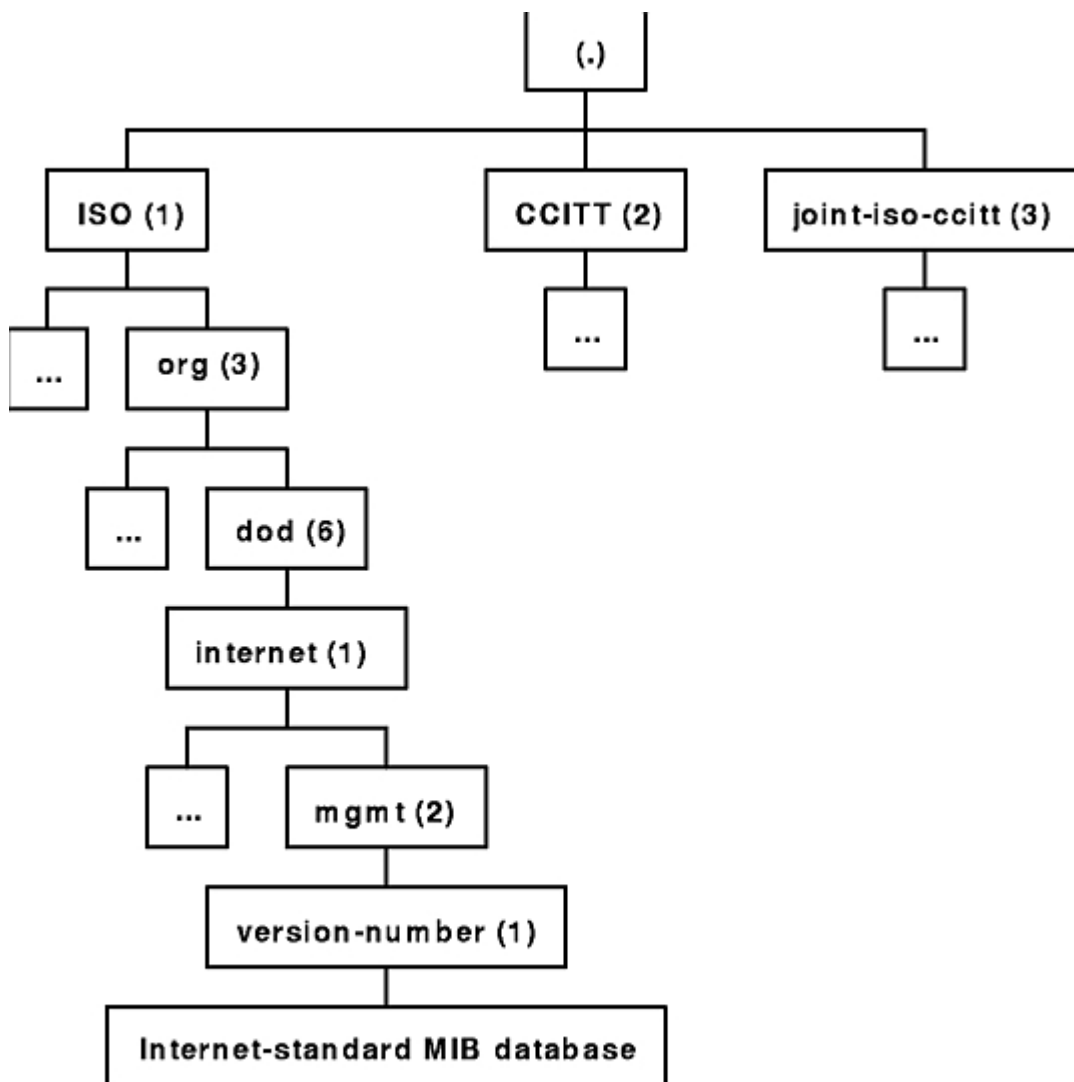 (.)
ISO (1)
CCITT (2)
joint-iso-ccitt (3)
...
org (3)
...
...
...
dod (6)
internet (1)
...
mgmt (2)
version-number (1)
Internet-standard MIB database